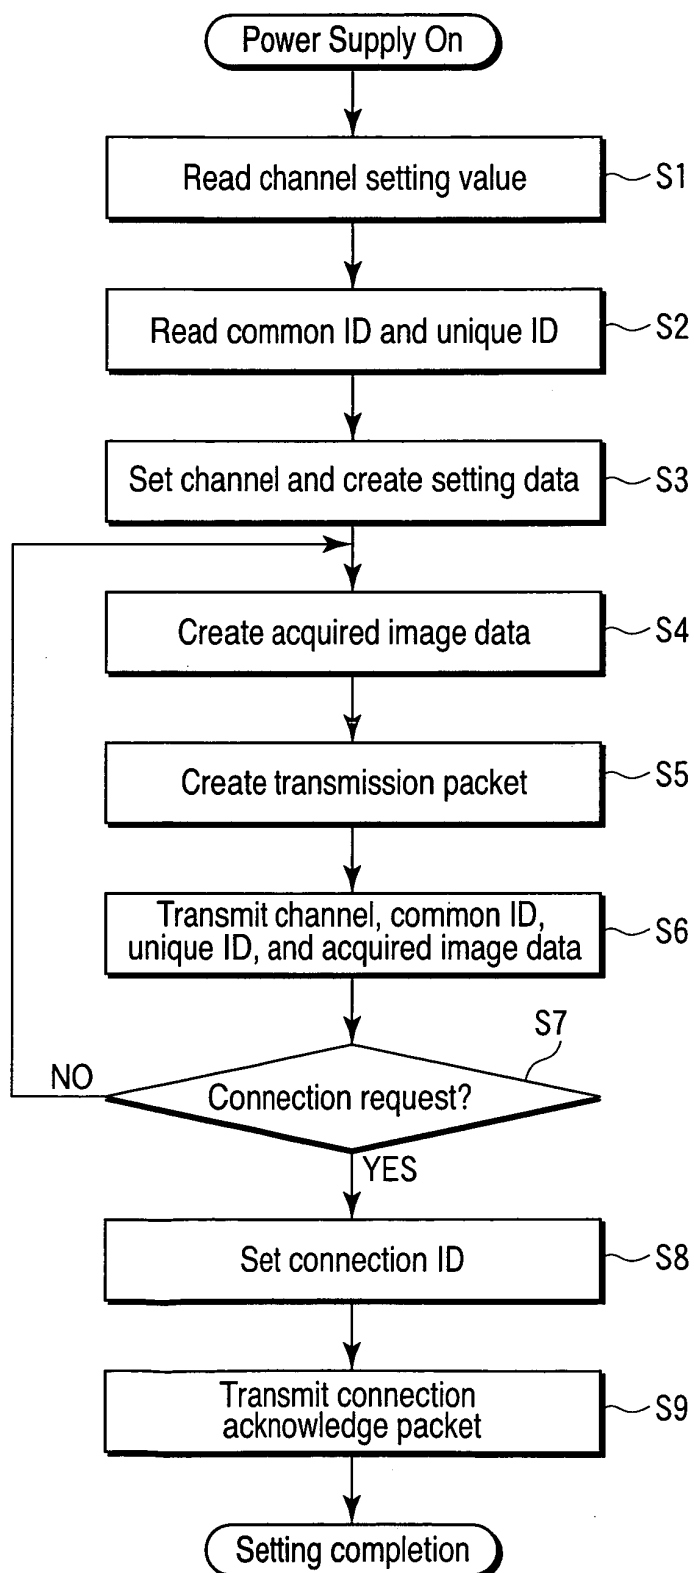 Power Supply On
Read channel setting value
S1
Read common ID and unique ID
S2
Set channel and create setting data
S3
Create acquired image data
S4
Create transmission packet
S5
Transmit channel, common ID,
unique ID, and acquired image data
S6
S7
NO
Connection request?
YES
Set connection ID
S8
Transmit connection
acknowledge packet
S9
Setting completion